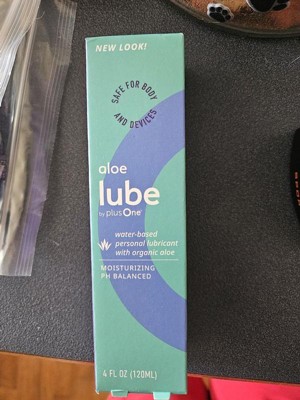 NEW LOOK!
SAFE FOR BODY
AND DEVICES
aloe
lube
by plusOne®
water-based
personal lubricant
with organic aloe
MOISTURIZING
PH BALANCED
4 FL OZ (120ML)